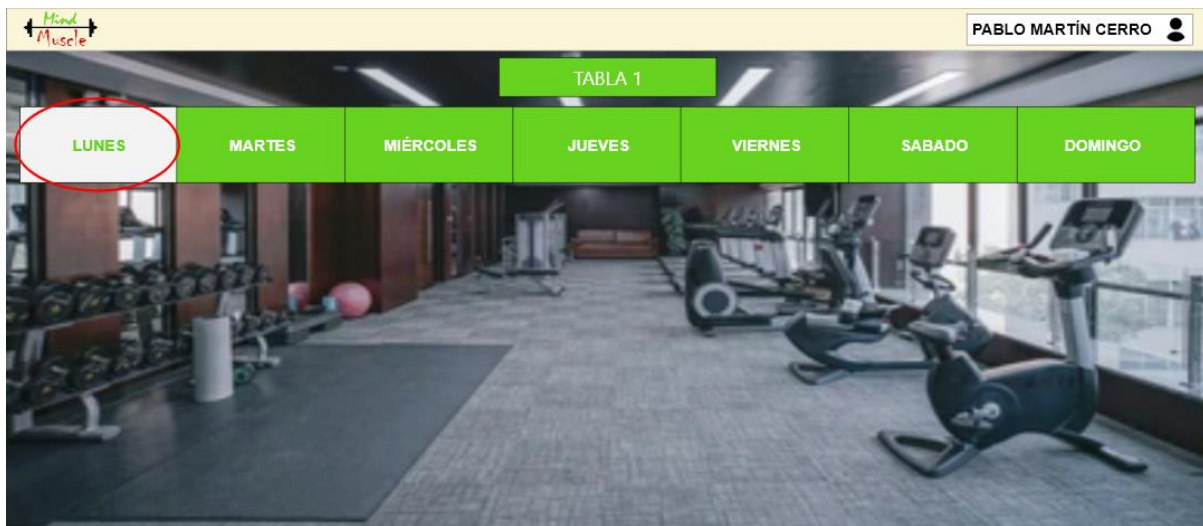 Mind
Muscle
PABLO MARTÍN CERRO
TABLA 1
LUNES MARTES MIÉRCOLES JUEVES VIERNES SABADO DOMINGO